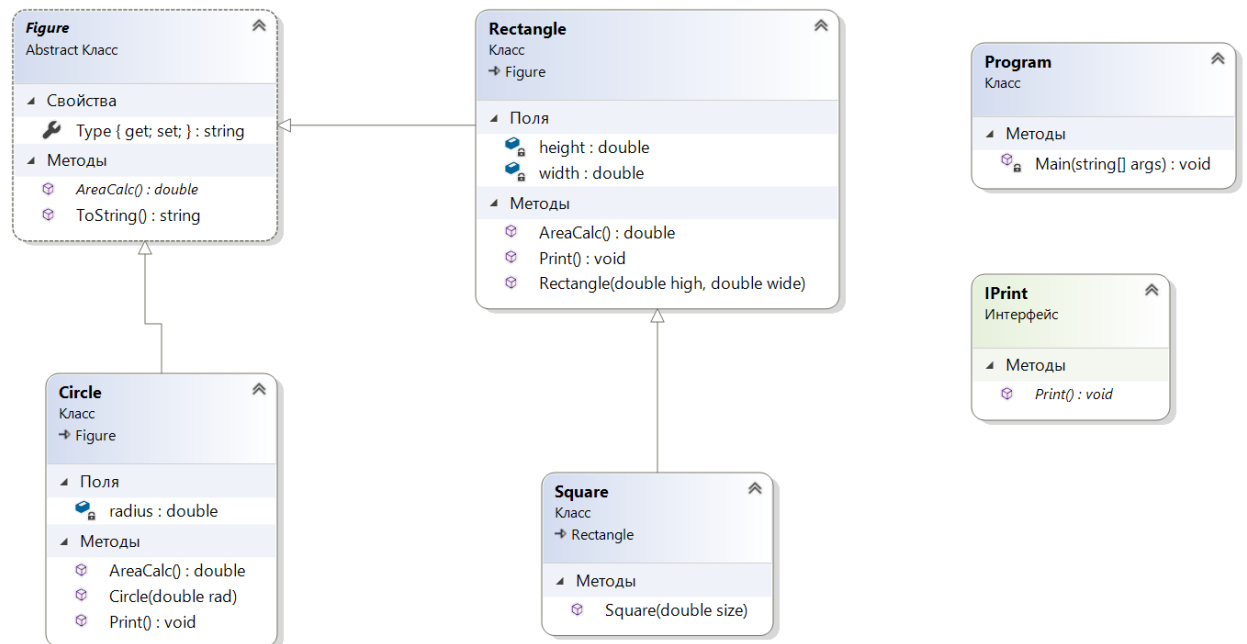 Figure
Abstract Класс
Свойства
Type { get; set; } : string
Методы
AreaCalc() : double
ToString() : string
Rectangle
Класс
Figure
Поля
height : double
width : double
Методы
AreaCalc() : double
Print() : void
Rectangle(double high, double wide)
Program
Класс
Методы
Main(string[] args) : void
IPrint
Интерфейс
Методы
Print() : void
Circle
Класс
Figure
Поля
radius : double
Методы
AreaCalc() : double
Circle(double rad)
Print() : void
Square
Класс
Rectangle
Методы
Square(double size)